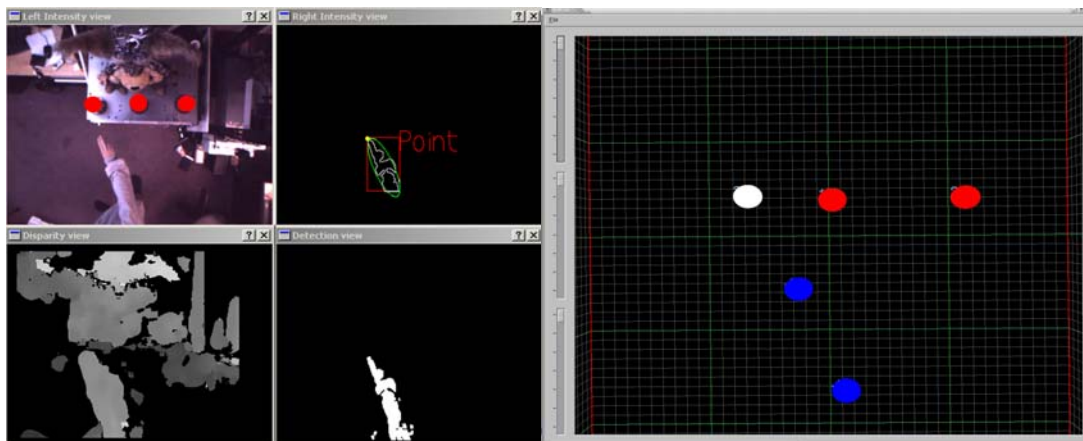 Left Intensity view
Right Intensity view
Point
Disparity view
Detection view